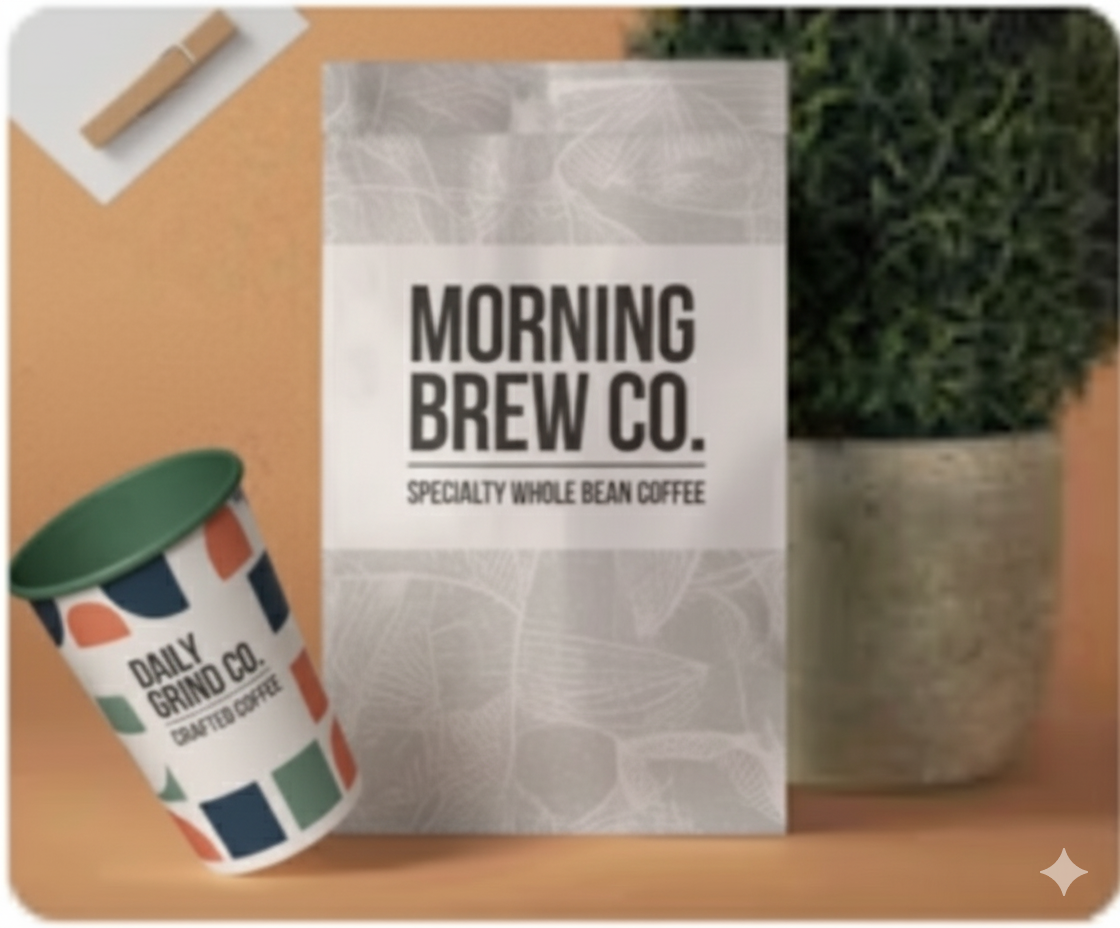 MORNING
BREW CO.
SPECIALTY WHOLE BEAN COFFEE
DAILY
GRIND CO.
CRAFTED COFFEE